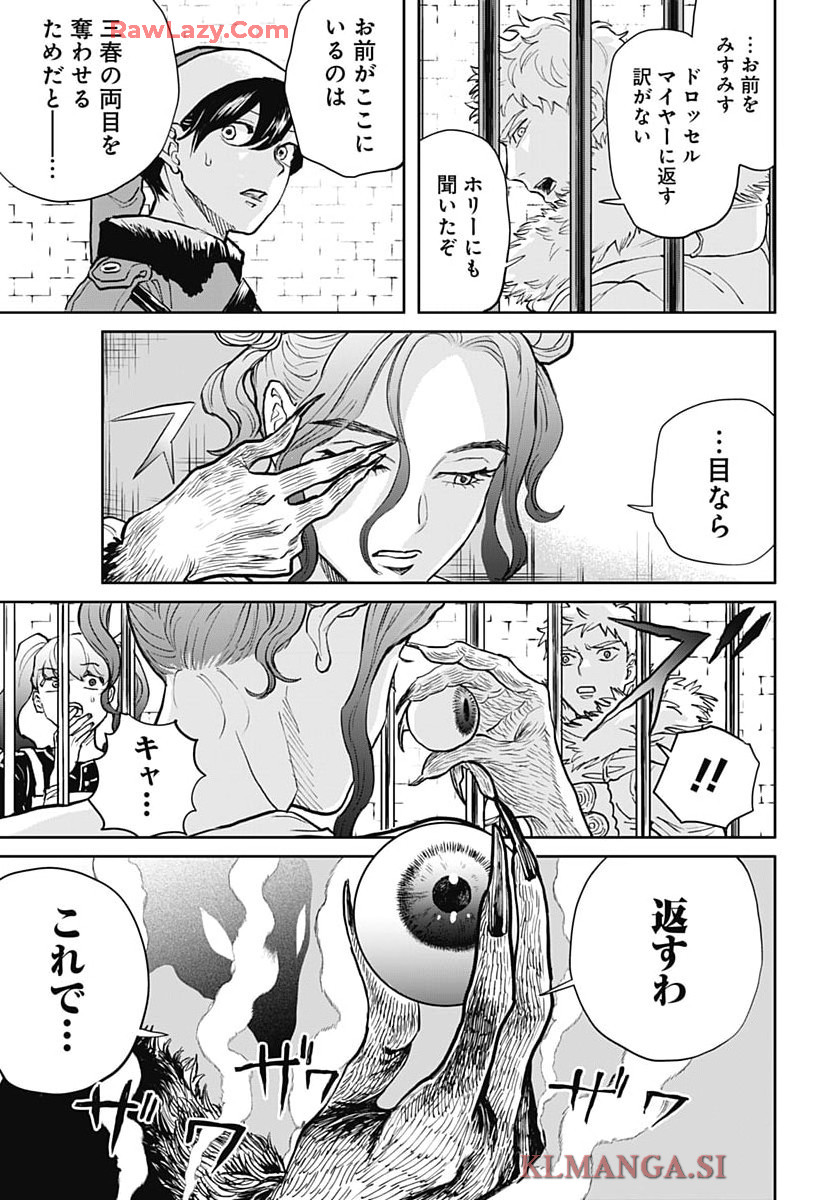 …お前を
みすみす
ドロッセル
マイヤーに返す
訳がない
ホリーにも
聞いたぞ
お前がここに
いるのは
三春の両目を
奪わせる
ためだと──…
RawLazy.Com
…目なら
ズッ
!!
キャ…
返すわ
これで…
ザワ
ザワ
ザワ
KLMANGA.SI